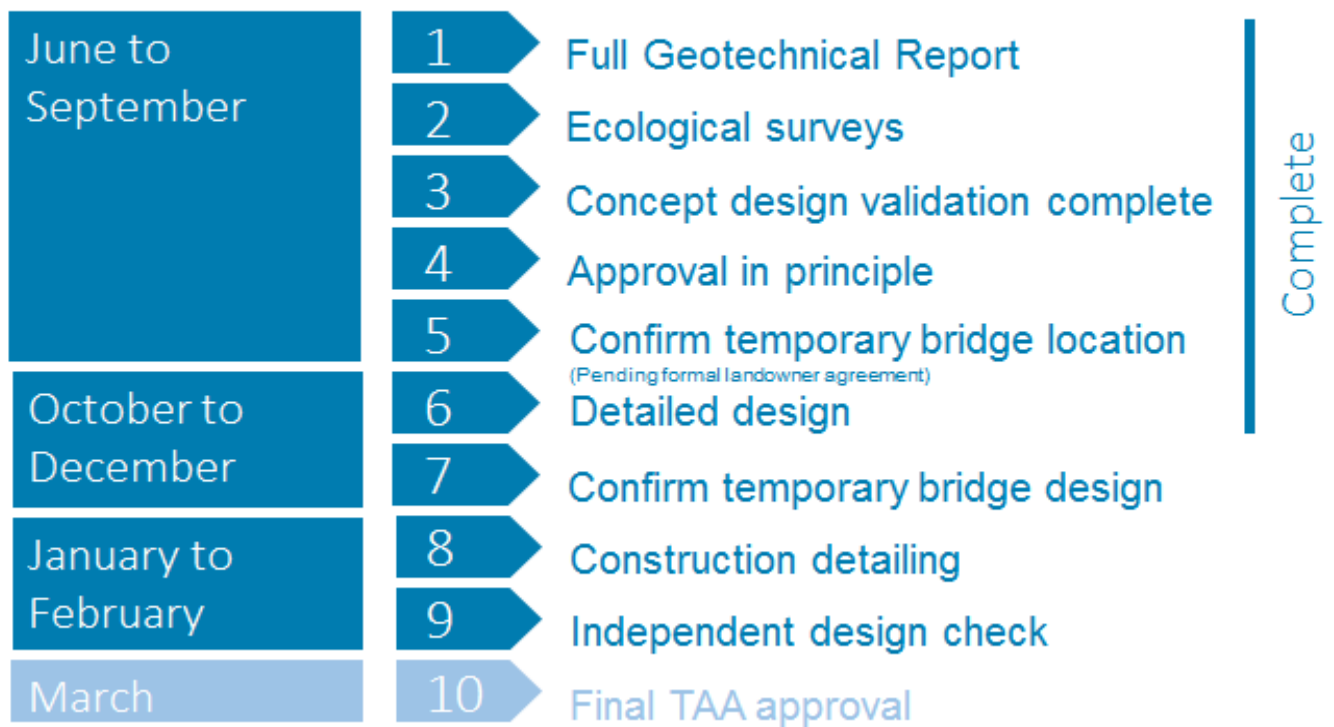 June to
September
1
Full Geotechnical Report
2
Ecological surveys
3
Concept design validation complete
4
Approval in principle
5
Confirm temporary bridge location
(Pending formal landowner agreement)
October to
December
6
Detailed design
7
Confirm temporary bridge design
January to
February
8
Construction detailing
9
Independent design check
March
10
Final TAA approval
Complete